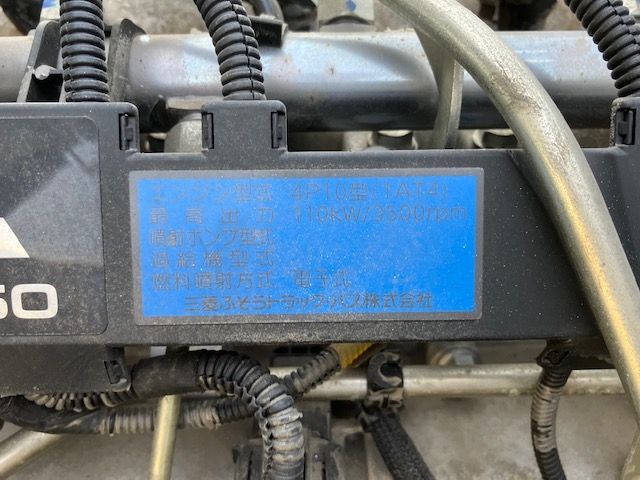 エンジン型式 4P10型(TAT4)
最高出力 110kW/3500rpm
噴射ポンプ型式
過給機型式
燃料噴射方式 電子式
三菱ふそうトラック・バス株式会社
50